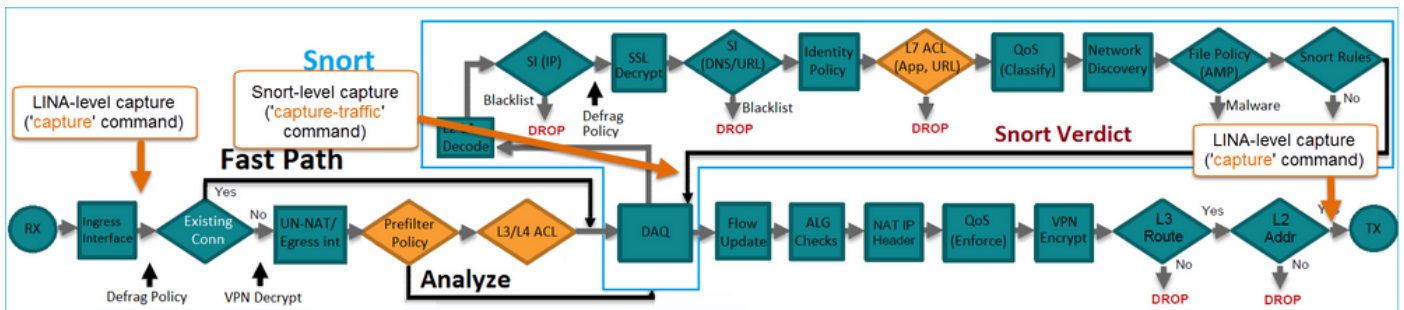 Snort
LINA-level capture
('capture' command)
Snort-level capture
('capture-traffic'
command)
SI (IP)
Blacklist
DROP
SSL
Decrypt
Defrag
Policy
SI
(DNS/URL)
Blacklist
DROP
Identity
Policy
L7 ACL
(App, URL)
DROP
QoS
(Classify)
Network
Discovery
File Policy
(AMP)
Malware
DROP
Snort Rules
No
DROP
Decode
Snort Verdict
LINA-level capture
('capture' command)
Fast Path
RX
Ingress
Interface
Defrag Policy
Existing
Conn
Yes
No
VPN Decrypt
UN-NAT/
Egress int
Prefilter
Policy
L3/L4 ACL
Analyze
DAQ
Flow
Update
ALG
Checks
NAT IP
Header
QoS
(Enforce)
VPN
Encrypt
L3
Route
Yes
No
DROP
L2
Addr
No
DROP
TX